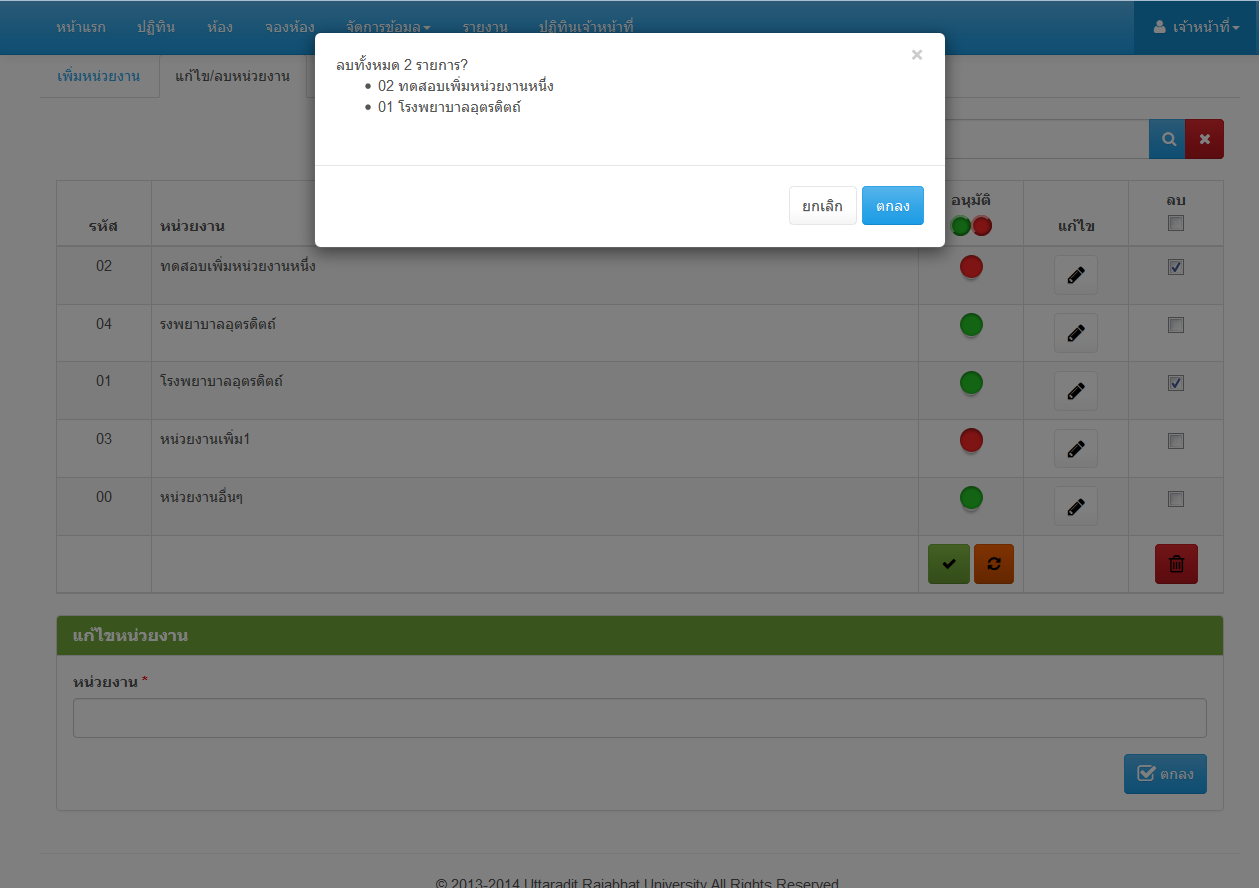 หน้าแรก ปฏิทิน ห้อง จองห้อง จัดการข้อมูล รายงาน ปฏิทินเจ้าหน้าที่ เจ้าหน้าที่
เพิ่มหน่วยงาน แก้ไข/ลบหน่วยงาน
ลบทั้งหมด 2 รายการ?
02 ทดสอบเพิ่มหน่วยงานหนึ่ง
01 โรงพยาบาลอุตรดิตถ์
ยกเลิก ตกลง
รหัส หน่วยงาน อนุมัติ แก้ไข ลบ
02 ทดสอบเพิ่มหน่วยงานหนึ่ง
04 รงพยาบาลอุตรดิตถ์
01 โรงพยาบาลอุตรดิตถ์
03 หน่วยงานเพิ่ม1
00 หน่วยงานอื่นๆ
แก้ไขหน่วยงาน
หน่วยงาน *
ตกลง
© 2013-2014 Uttaradit Rajabhat University All Rights Reserved